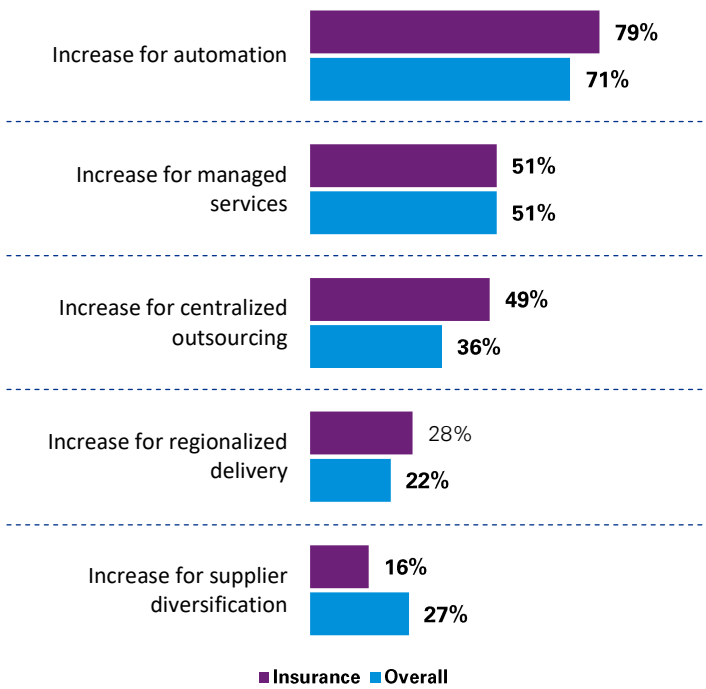 79%
Increase for automation
71%
Increase for managed
services
51%
51%
Increase for centralized
outsourcing
49%
36%
Increase for regionalized
delivery
28%
22%
Increase for supplier
diversification
16%
27%
Insurance Overall